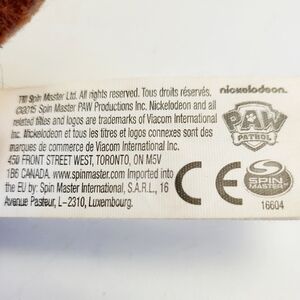 TM Spin Master Ltd. All rights reserved. Tous droits réservés.
©2015 Spin Master PAW Productions Inc. Nickelodeon and all
related titles and logos are trademarks of Viacom International
Inc. Nickelodeon et tous les titres et logos connexes sont des
marques de commerce de Viacom International Inc.
450 FRONT STREET WEST, TORONTO, ON M5V
1B6 CANADA. www.spinmaster.com Imported into
the EU by: Spin Master International, S.A.R.L., 16
Avenue Pasteur, L-2310, Luxembourg.
nickelodeon
PAW
PATROL
CE
SPIN
MASTER
16604